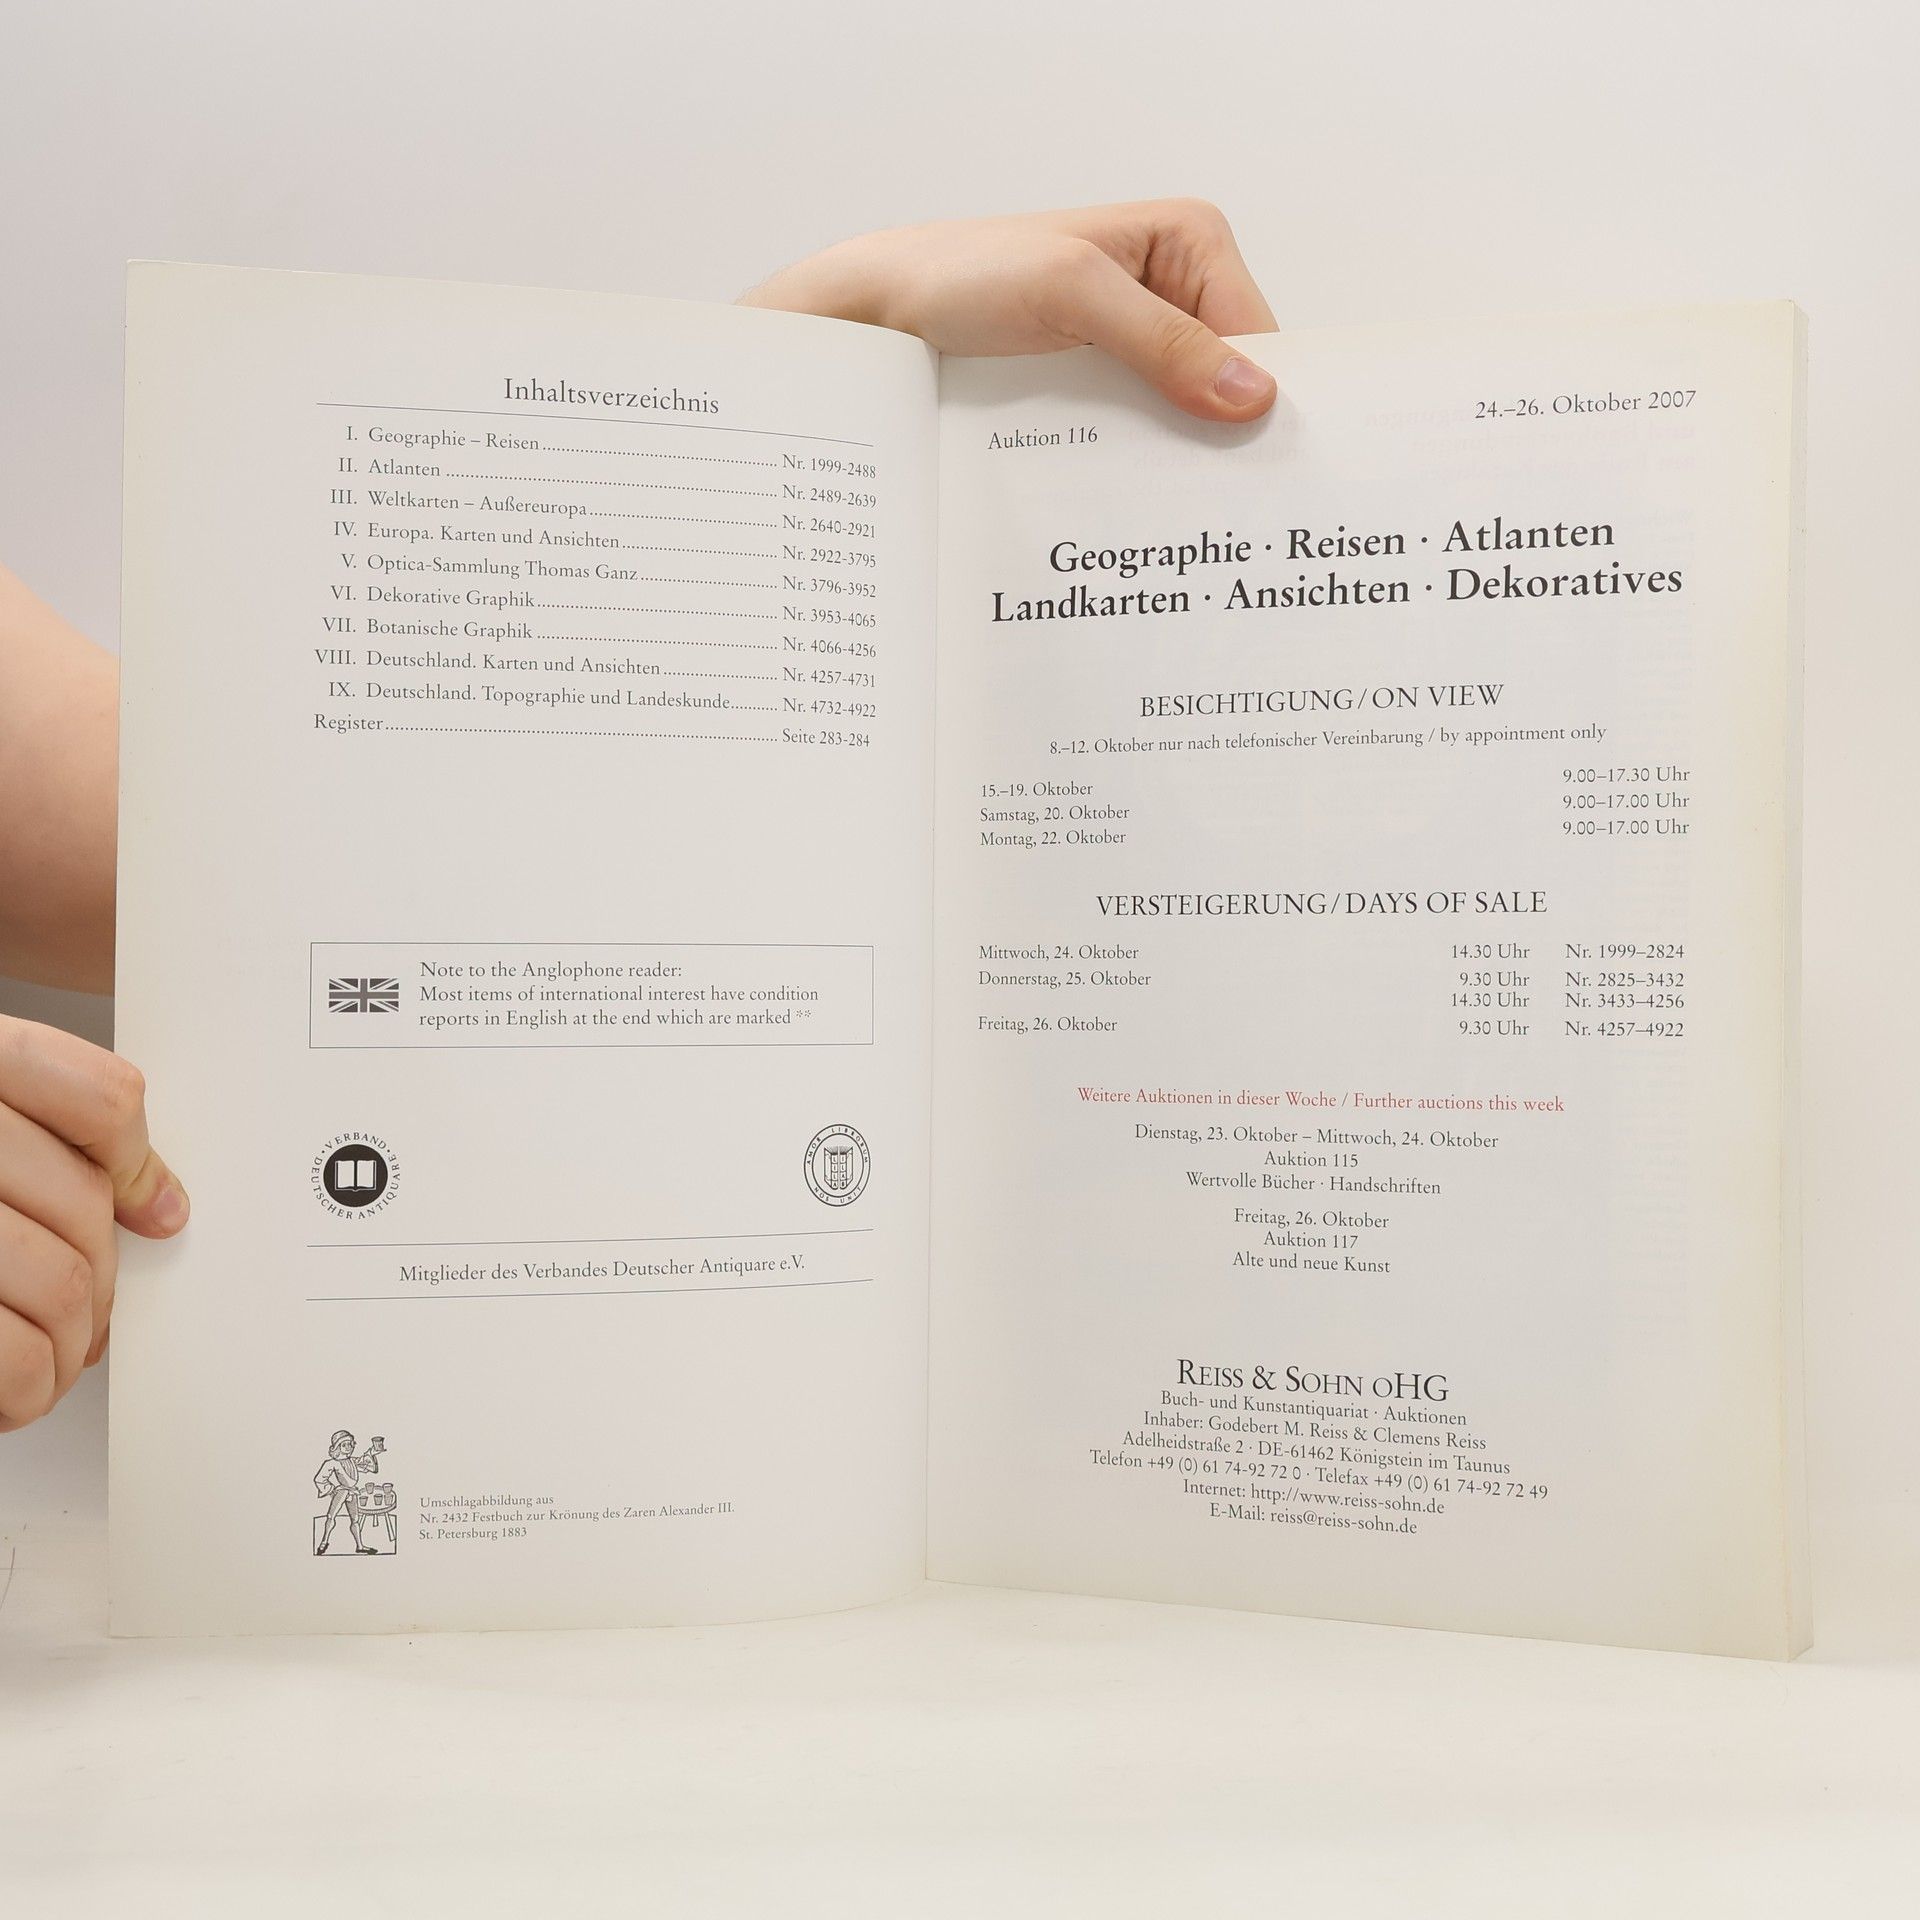 Inhaltsverzeichnis
I. Geographie – Reisen ........ Nr. 1999-2488
II. Atlanten ........ Nr. 2489-2639
III. Weltkarten – Außereuropa ........ Nr. 2640-2921
IV. Europa. Karten und Ansichten ........ Nr. 2922-3795
V. Optica-Sammlung Thomas Ganz ........ Nr. 3796-3952
VI. Dekorative Graphik ........ Nr. 3953-4065
VII. Botanische Graphik ........ Nr. 4066-4256
VIII. Deutschland. Karten und Ansichten ........ Nr. 4257-4731
IX. Deutschland. Topographie und Landeskunde ........ Nr. 4732-4922
Register ........ Seite 283-284
Note to the Anglophone reader:
Most items of international interest have condition
reports in English at the end which are marked **
VERBAND DEUTSCHER ANTIQUARE
AMOR LIBRORUM NOS UNIT
Mitglieder des Verbandes Deutscher Antiquare e.V.
Umschlagabbildung aus
Nr. 2432 Festbuch zur Krönung des Zaren Alexander III.
St. Petersburg 1883
Auktion 116 24.–26. Oktober 2007
Geographie · Reisen · Atlanten
Landkarten · Ansichten · Dekoratives
BESICHTIGUNG/ON VIEW
8.–12. Oktober nur nach telefonischer Vereinbarung / by appointment only
15.–19. Oktober 9.00–17.30 Uhr
Samstag, 20. Oktober 9.00–17.00 Uhr
Montag, 22. Oktober 9.00–17.00 Uhr
VERSTEIGERUNG/DAYS OF SALE
Mittwoch, 24. Oktober 14.30 Uhr Nr. 1999–2824
Donnerstag, 25. Oktober 9.30 Uhr Nr. 2825–3432
14.30 Uhr Nr. 3433–4256
Freitag, 26. Oktober 9.30 Uhr Nr. 4257–4922
Weitere Auktionen in dieser Woche / Further auctions this week
Dienstag, 23. Oktober – Mittwoch, 24. Oktober
Auktion 115
Wertvolle Bücher · Handschriften
Freitag, 26. Oktober
Auktion 117
Alte und neue Kunst
REISS & SOHN OHG
Buch- und Kunstantiquariat · Auktionen
Inhaber: Godebert M. Reiss & Clemens Reiss
Adelheidstraße 2 · DE-61462 Königstein im Taunus
Telefon +49 (0) 61 74-92 72 0 · Telefax +49 (0) 61 74-92 72 49
Internet: http://www.reiss-sohn.de
E-Mail: reiss@reiss-sohn.de